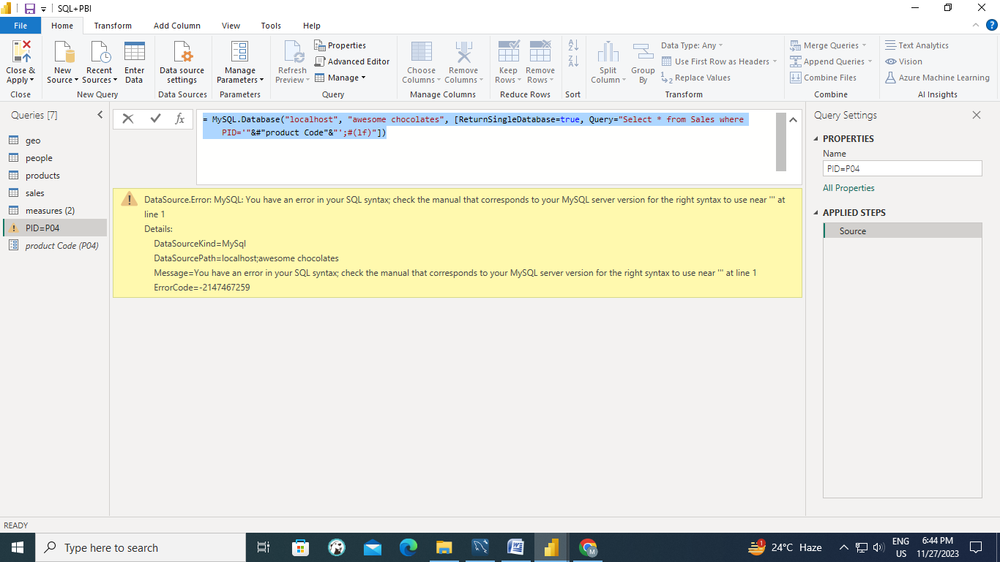 SQL+PBI
File Home Transform Add Column View Tools Help
Close & Apply
Close
New Source
Recent Sources
Enter Data
New Query
Data source settings
Data Sources
Manage Parameters
Parameters
Refresh Preview
Properties
Advanced Editor
Manage
Query
Choose Columns
Remove Columns
Manage Columns
Keep Rows
Remove Rows
Reduce Rows
A Z
Z A
Sort
Split Column
Group By
Data Type: Any
Use First Row as Headers
1 2 Replace Values
Transform
Merge Queries
Append Queries
Combine Files
Combine
Text Analytics
Vision
Azure Machine Learning
AI Insights
Queries [7]
geo
people
products
sales
measures (2)
PID=P04
product Code (P04)
fx
= MySQL.Database("localhost", "awesome chocolates", [ReturnSingleDatabase=true, Query="Select * from Sales where
PID='"&#"product Code"&"';#(lf)"])
DataSource.Error: MySQL: You have an error in your SQL syntax; check the manual that corresponds to your MySQL server version for the right syntax to use near ''' at
line 1
Details:
DataSourceKind=MySql
DataSourcePath=localhost;awesome chocolates
Message=You have an error in your SQL syntax; check the manual that corresponds to your MySQL server version for the right syntax to use near ''' at line 1
ErrorCode=-2147467259
Query Settings
PROPERTIES
Name
PID=P04
All Properties
APPLIED STEPS
Source
READY
Type here to search
W
M
1
24°C Haze
ENG
US
6:44 PM
11/27/2023